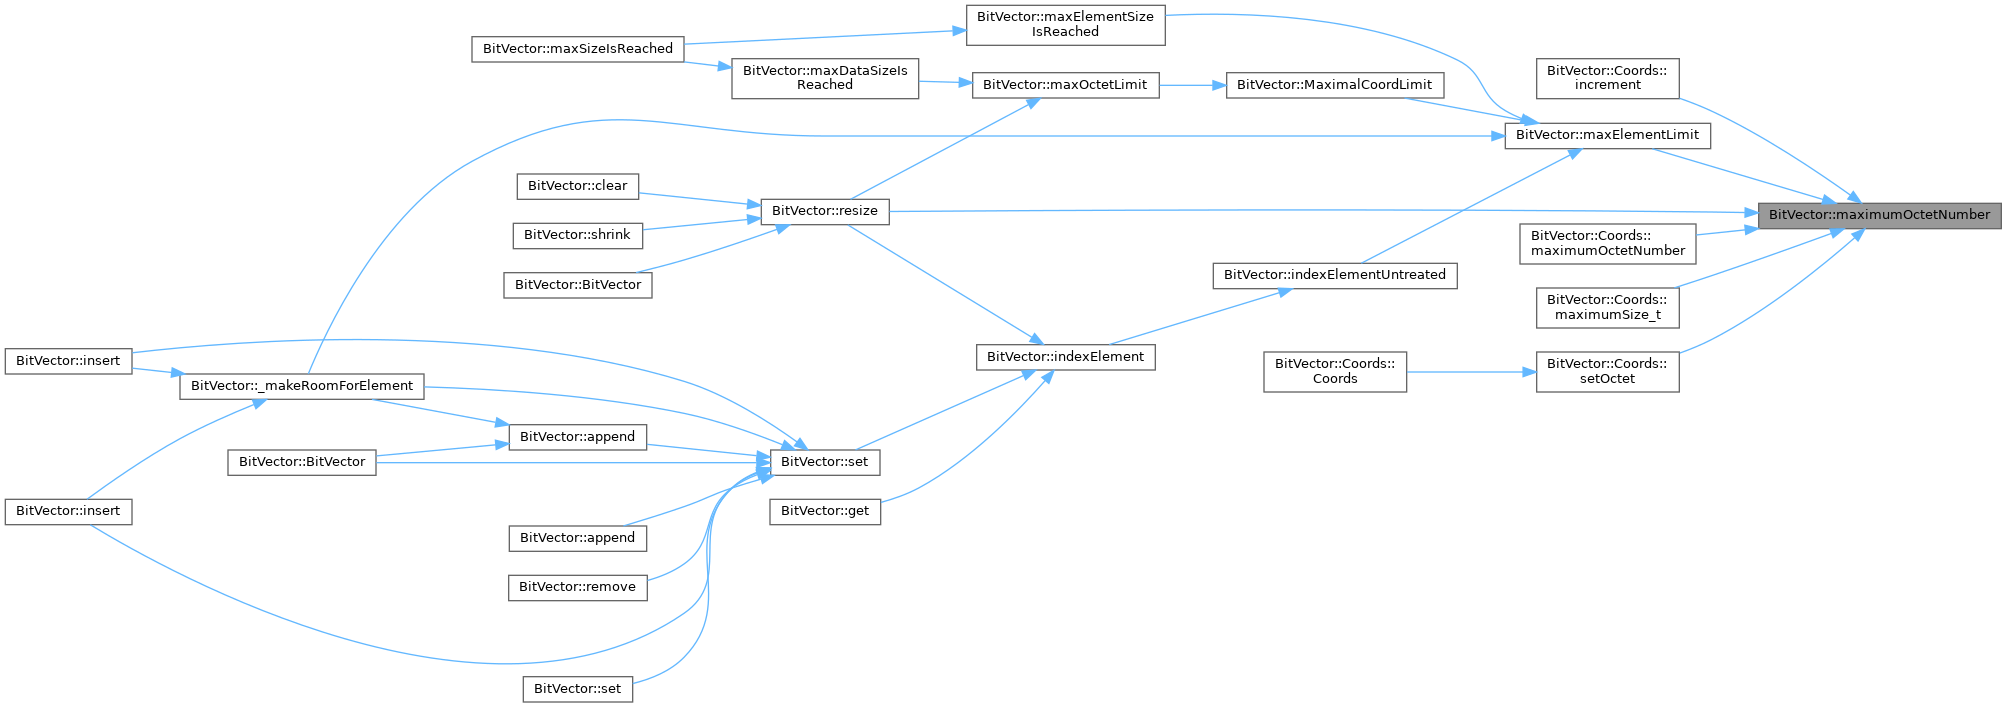 BitVector::maxElementSize
IsReached
BitVector::maxSizeIsReached
BitVector::maxDataSizeIs
Reached
BitVector::maxOctetLimit
BitVector::MaximalCoordLimit
BitVector::Coords::
increment
BitVector::maxElementLimit
BitVector::clear
BitVector::resize
BitVector::maximumOctetNumber
BitVector::shrink
BitVector::Coords::
maximumOctetNumber
BitVector::BitVector
BitVector::indexElementUntreated
BitVector::Coords::
maximumSize_t
BitVector::insert
BitVector::indexElement
BitVector::Coords::
Coords
BitVector::Coords::
setOctet
BitVector::_makeRoomForElement
BitVector::append
BitVector::BitVector
BitVector::set
BitVector::insert
BitVector::get
BitVector::append
BitVector::remove
BitVector::set